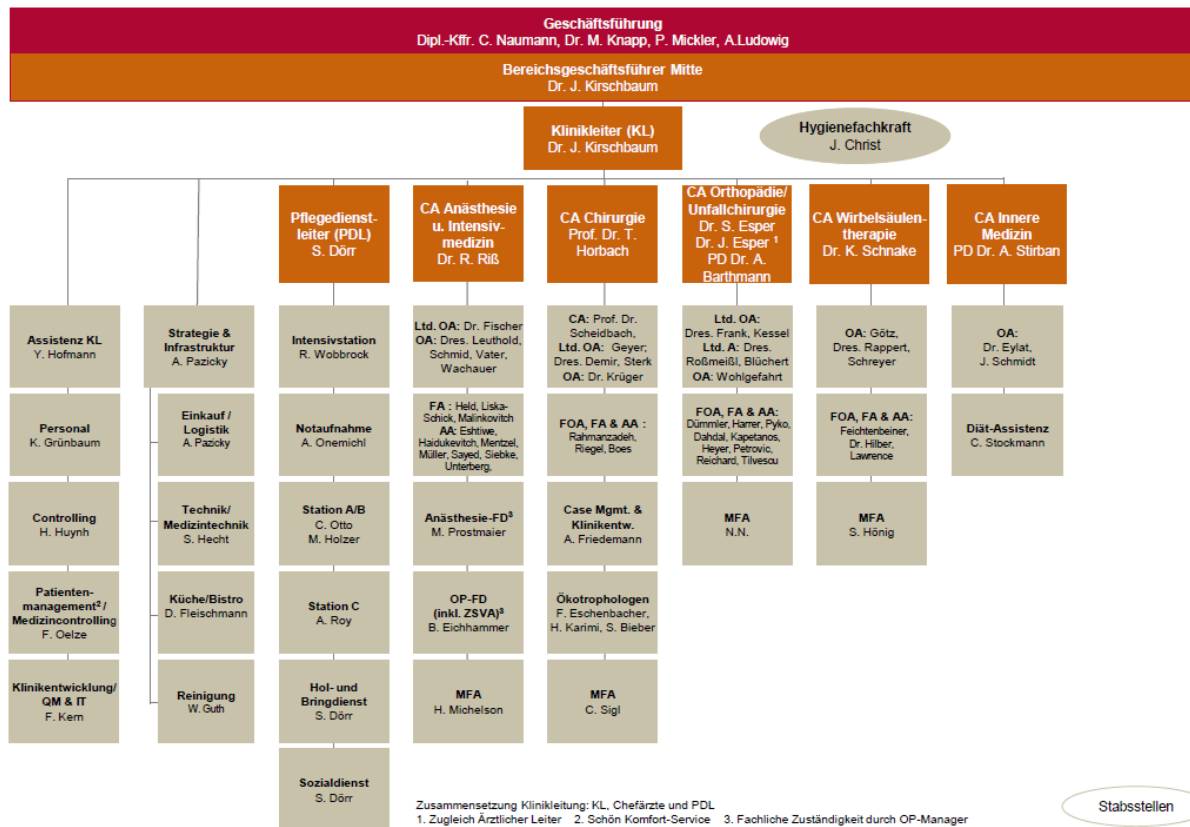 Geschäftsführung
Dipl.-Kffr. C. Naumann, Dr. M. Knapp, P. Mickler, A.Ludowig
Bereichsgeschäftsführer Mitte
Dr. J. Kirschbaum
Klinikleiter (KL)
Dr. J. Kirschbaum
Hygienefachkraft
J. Christ
Pflegedienst-
leiter (PDL)
S. Dörr
CA Anästhesie
u. Intensiv-
medizin
Dr. R. Riß
CA Chirurgie
Prof. Dr. T.
Horbach
CA Orthopädie/
Unfallchirurgie
Dr. S. Esper
Dr. J. Esper ¹
PD Dr. A.
Barthmann
CA Wirbelsäulen-
therapie
Dr. K. Schnake
CA Innere
Medizin
PD Dr. A. Stirban
Assistenz KL
Y. Hofmann
Personal
K. Grünbaum
Controlling
H. Huynh
Patienten-
management² /
Medizincontrolling
F. Oelze
Klinikentwicklung/
QM & IT
F. Kern
Strategie &
Infrastruktur
A. Pazicky
Einkauf /
Logistik
A. Pazicky
Technik/
Medizintechnik
S. Hecht
Küche/Bistro
D. Fleischmann
Reinigung
W. Guth
Intensivstation
R. Wobbrock
Notaufnahme
A. Onemichl
Station A/B
C. Otto
M. Holzer
Station C
A. Roy
Hol- und
Bringdienst
S. Dörr
Sozialdienst
S. Dörr
Ltd. OA: Dr. Fischer
OA: Dres. Leuthold,
Schmid, Vater,
Wachauer
FA : Held, Liska-
Schick, Malinkovitch
AA: Eshtiwe,
Haidukevitch, Mentzel,
Müller, Sayed, Siebke,
Unterberg,
Anästhesie-FD³
M. Prostmaier
OP-FD
(inkl. ZSVA)³
B. Eichhammer
MFA
H. Michelson
CA: Prof. Dr.
Scheidbach,
Ltd. OA: Geyer;
Dres. Demir, Sterk
OA: Dr. Krüger
FOA, FA & AA :
Rahmanzadeh,
Riegel, Boes
Case Mgmt. &
Klinikentw.
A. Friedemann
Ökotrophologen
F. Eschenbacher,
H. Karimi, S. Bieber
MFA
C. Sigl
Ltd. OA:
Dres. Frank, Kessel
Ltd. A: Dres.
Roßmeißl, Blüchert
OA: Wohlgefahrt
FOA, FA & AA:
Dümmler, Harrer, Pyko,
Dahdal, Kapetanos,
Heyer, Petrovic,
Reichard, Tilvescu
MFA
N.N.
OA: Götz,
Dres. Rappert,
Schreyer
FOA, FA & AA:
Feichtenbeiner,
Dr. Hilber,
Lawrence
MFA
S. Hönig
OA:
Dr. Eylat,
J. Schmidt
Diät-Assistenz
C. Stockmann
Zusammensetzung Klinikleitung: KL, Chefärzte und PDL
1. Zugleich Ärztlicher Leiter 2. Schön Komfort-Service 3. Fachliche Zuständigkeit durch OP-Manager
Stabsstellen